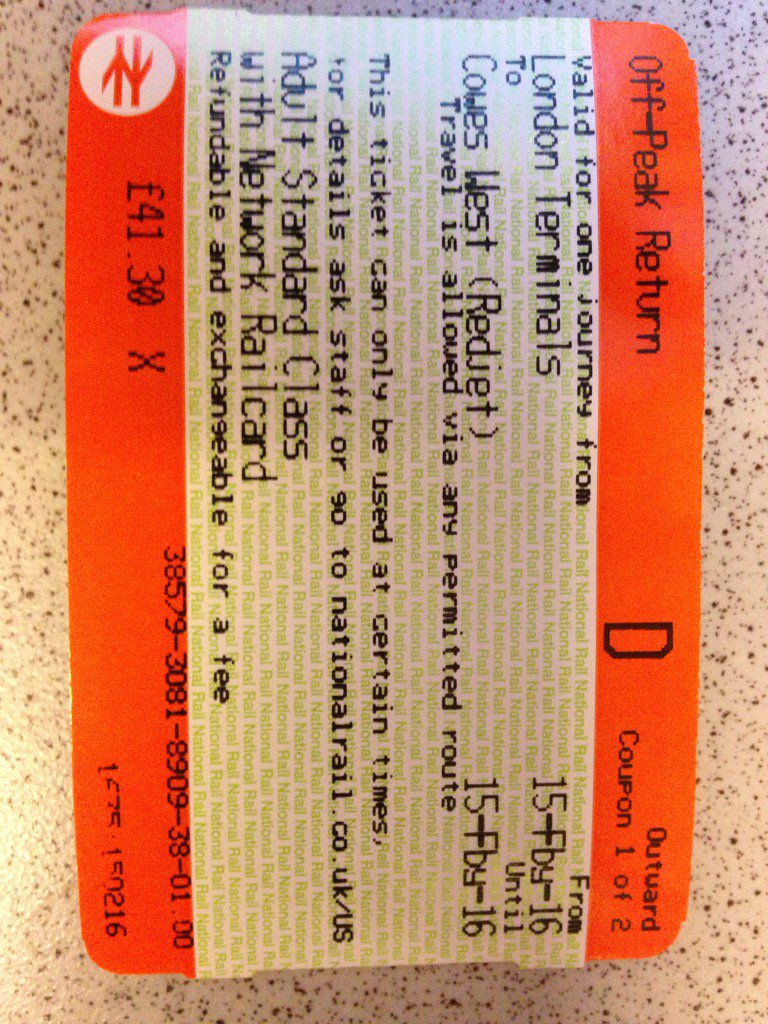 Off-Peak Return D Outward
Coupon 1 of 2
Valid for one journey from From
London Terminals 15-Fby-16
To Until
Cowes West (Redjet) 15-Fby-16
Travel is allowed via any permitted route
This ticket can only be used at certain times,
for details ask staff or go to nationalrail.co.uk/US
Adult Standard Class
with Network Railcard
Refundable and exchangeable for a fee
38579-3081-8909-38-01.00
£41.30 X
150216